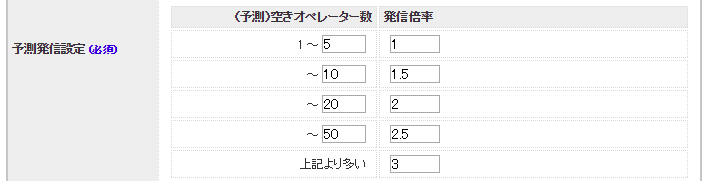 (予測)空きオペレーター数 発信倍率
予測発信設定 (必須)
1 ～ 5 1
～ 10 1.5
～ 20 2
～ 50 2.5
上記より多い 3